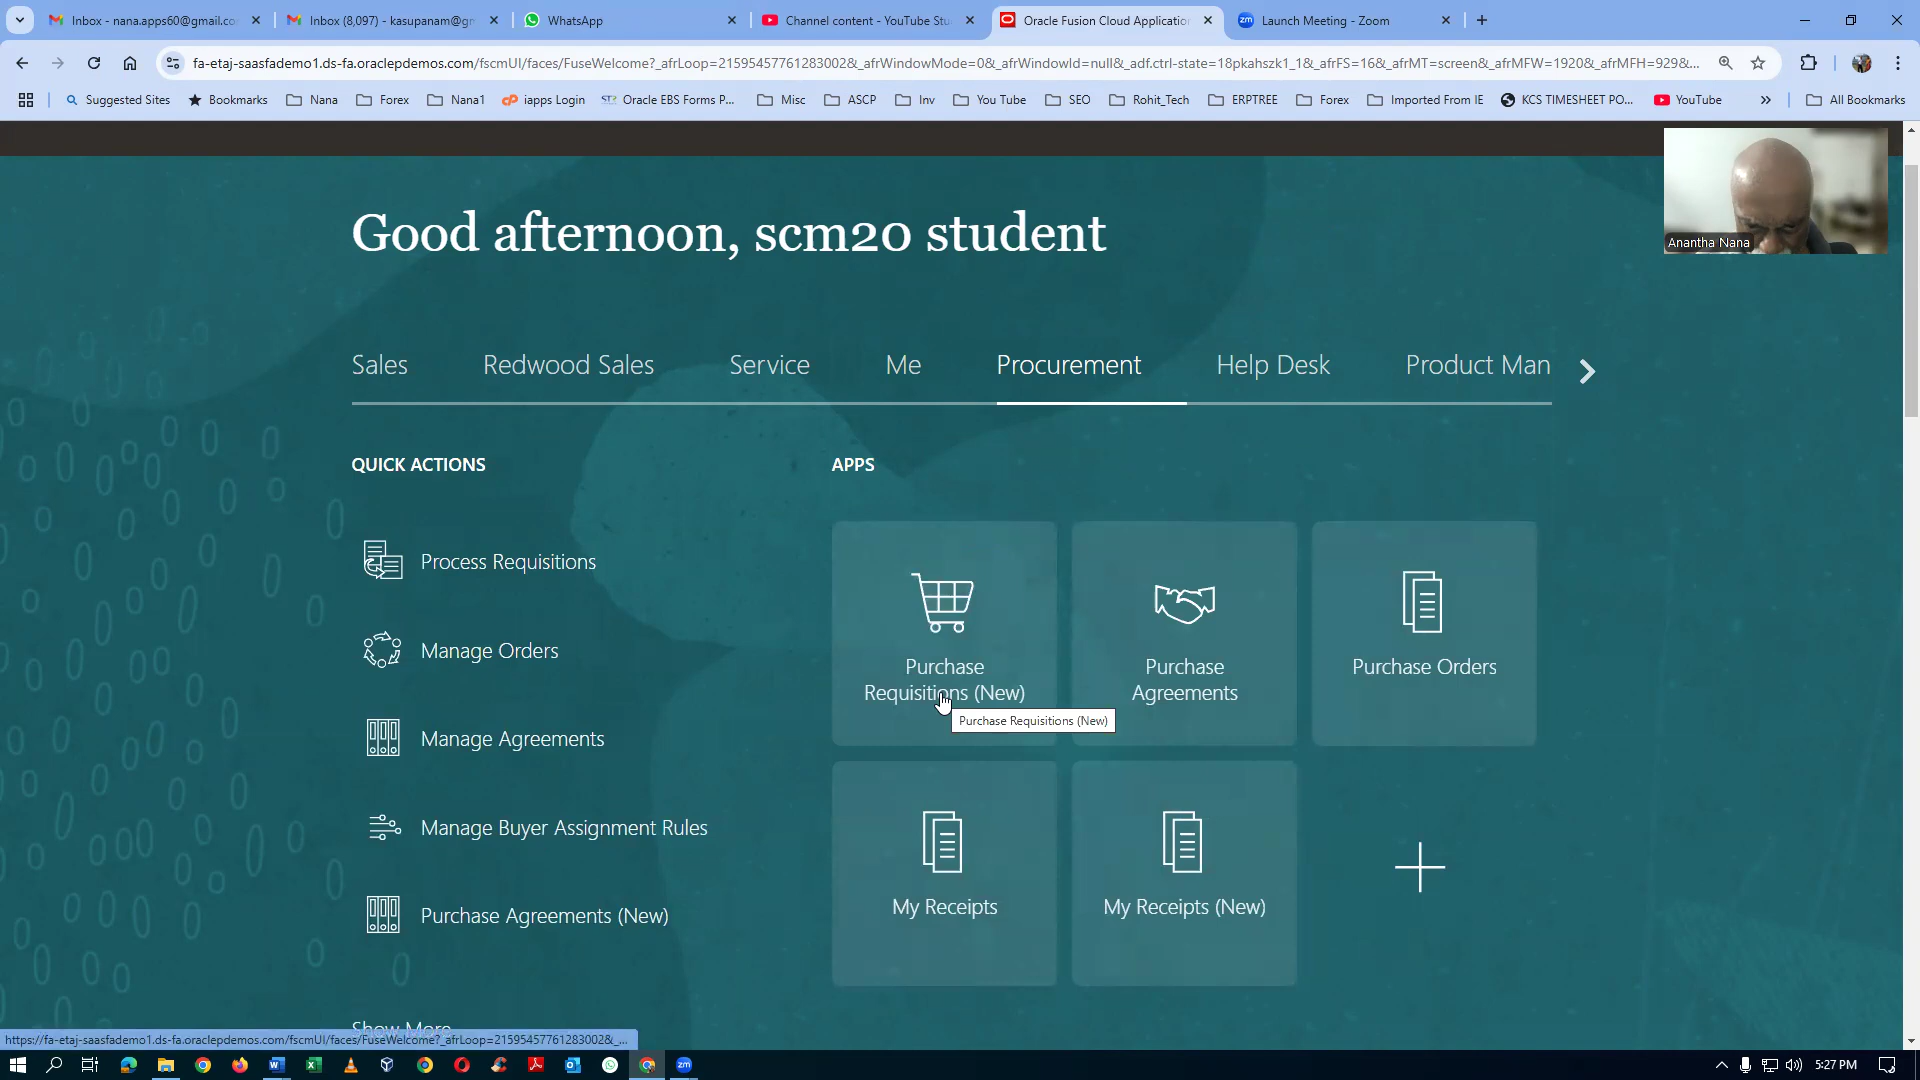 Inbox - nana.apps60@gmail.co
Inbox (8,097) - kasupanam@gm
WhatsApp
Channel content - YouTube Stu
Oracle Fusion Cloud Application
Launch Meeting - Zoom
fa-etaj-saasfademo1.ds-fa.oraclepdemos.com/fscmUI/faces/FuseWelcome?_afrLoop=21595457761283002&_afrWindowMode=0&_afrWindowId=null&_adf.ctrl-state=18pkahszk1_1&_afrFS=16&_afrMT=screen&_afrMFW=1920&_afrMFH=929&...
Suggested Sites
Bookmarks
Nana
Forex
Nana1
iapps Login
Oracle EBS Forms P...
Misc
ASCP
Inv
You Tube
SEO
Rohit_Tech
ERPTREE
Forex
Imported From IE
KCS TIMESHEET PO...
YouTube
All Bookmarks
Anantha Nana
Good afternoon, scm20 student
Sales
Redwood Sales
Service
Me
Procurement
Help Desk
Product Man
QUICK ACTIONS
Process Requisitions
Manage Orders
Manage Agreements
Manage Buyer Assignment Rules
Purchase Agreements (New)
Show More
APPS
Purchase
Requisitions (New)
Purchase
Agreements
Purchase Orders
Purchase Requisitions (New)
My Receipts
My Receipts (New)
https://fa-etaj-saasfademo1.ds-fa.oraclepdemos.com/fscmUI/faces/FuseWelcome?_afrLoop=21595457761283002&_...
5:27 PM